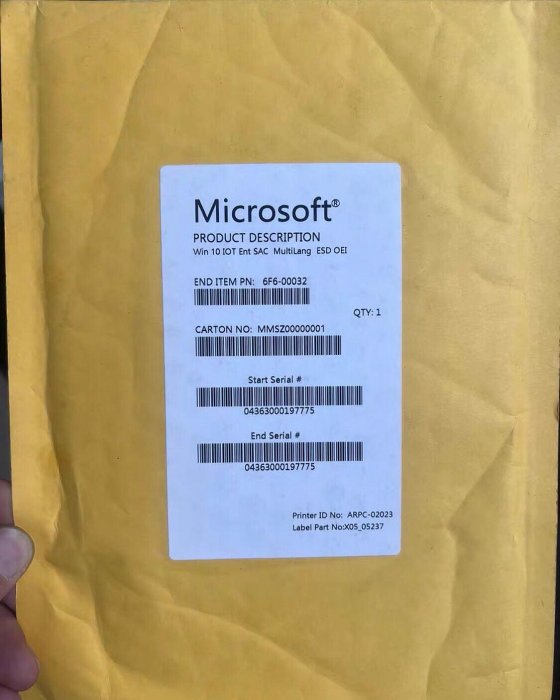 Microsoft®
PRODUCT DESCRIPTION
Win 10 IOT Ent SAC MultiLang ESD OEI
END ITEM PN: 6F6-00032
QTY: 1
CARTON NO: MMSZ00000001
Start Serial #
04363000197775
End Serial #
04363000197775
Printer ID No: ARPC-02023
Label Part No:X05_05237